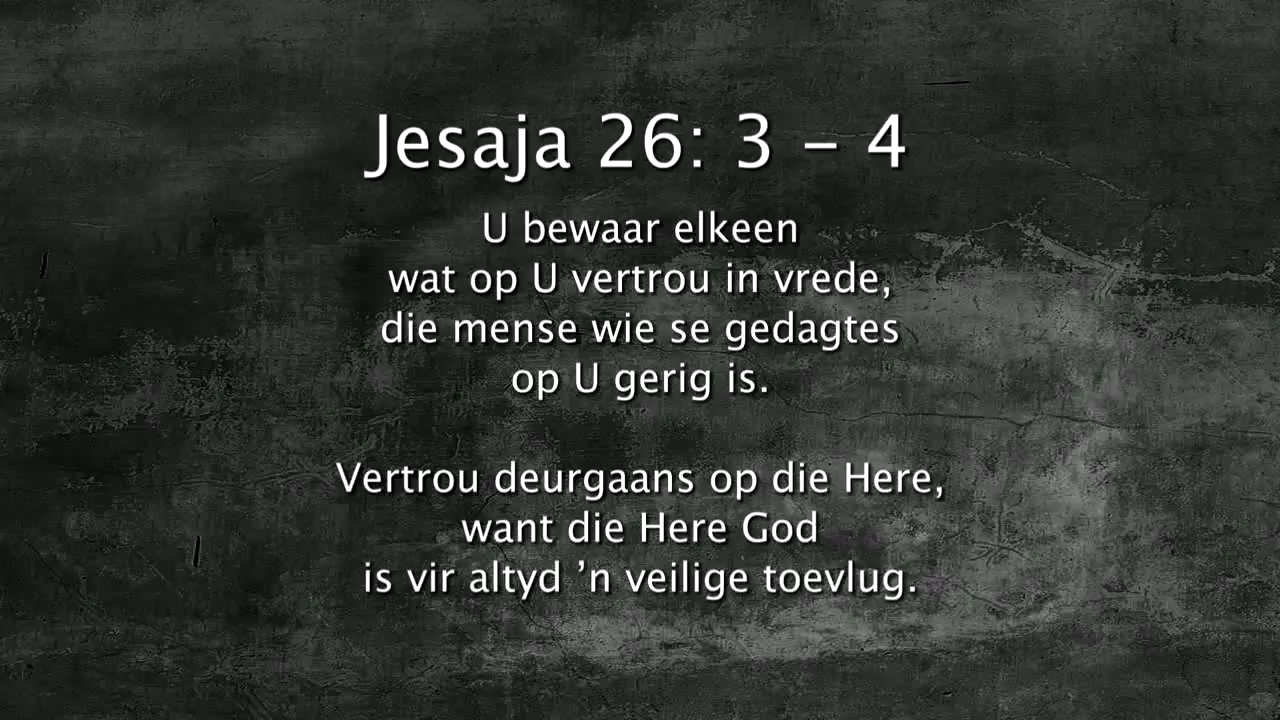 Jesaja 26: 3 – 4
U bewaar elkeen
wat op U vertrou in vrede,
die mense wie se gedagtes
op U gerig is.
Vertrou deurgaans op die Here,
want die Here God
is vir altyd ’n veilige toevlug.